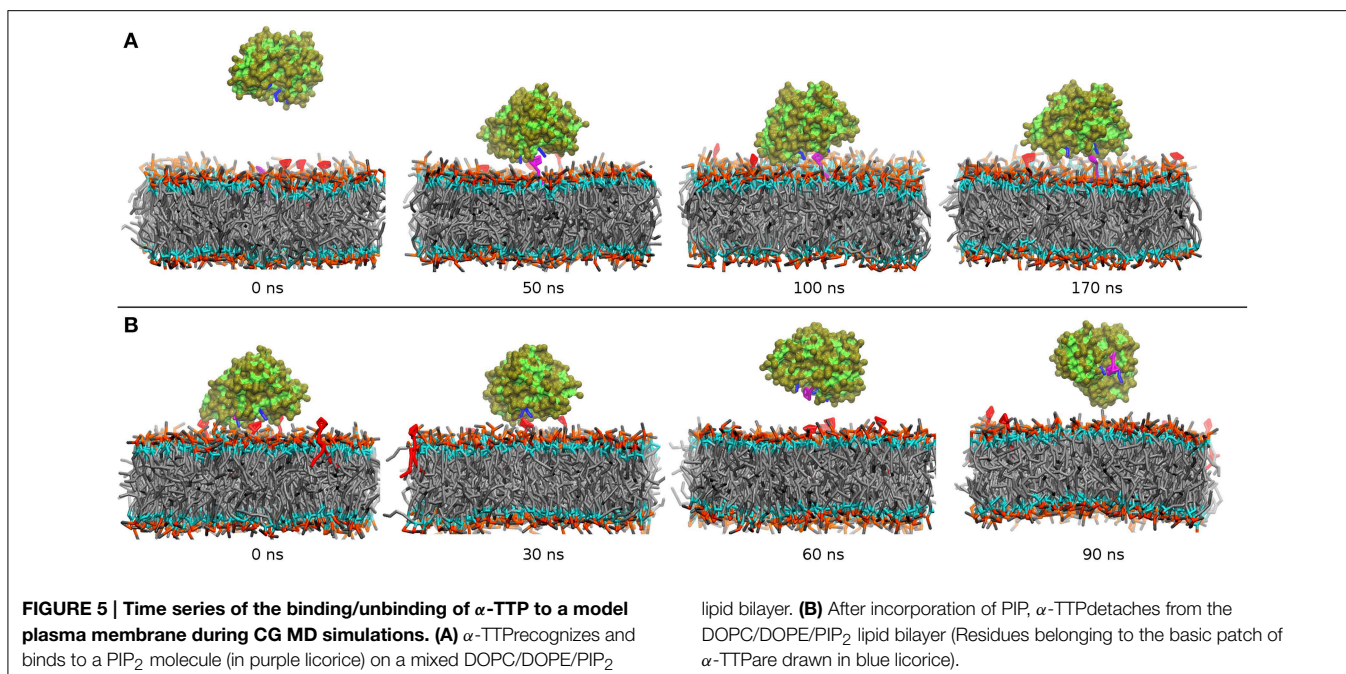 A
0 ns
50 ns
100 ns
170 ns
B
0 ns
30 ns
60 ns
90 ns
FIGURE 5 | Time series of the binding/unbinding of α-TTP to a model
plasma membrane during CG MD simulations. (A) α-TTPrecognizes and
binds to a PIP₂ molecule (in purple licorice) on a mixed DOPC/DOPE/PIP₂
lipid bilayer. (B) After incorporation of PIP, α-TTPdetaches from the
DOPC/DOPE/PIP₂ lipid bilayer (Residues belonging to the basic patch of
α-TTPare drawn in blue licorice).